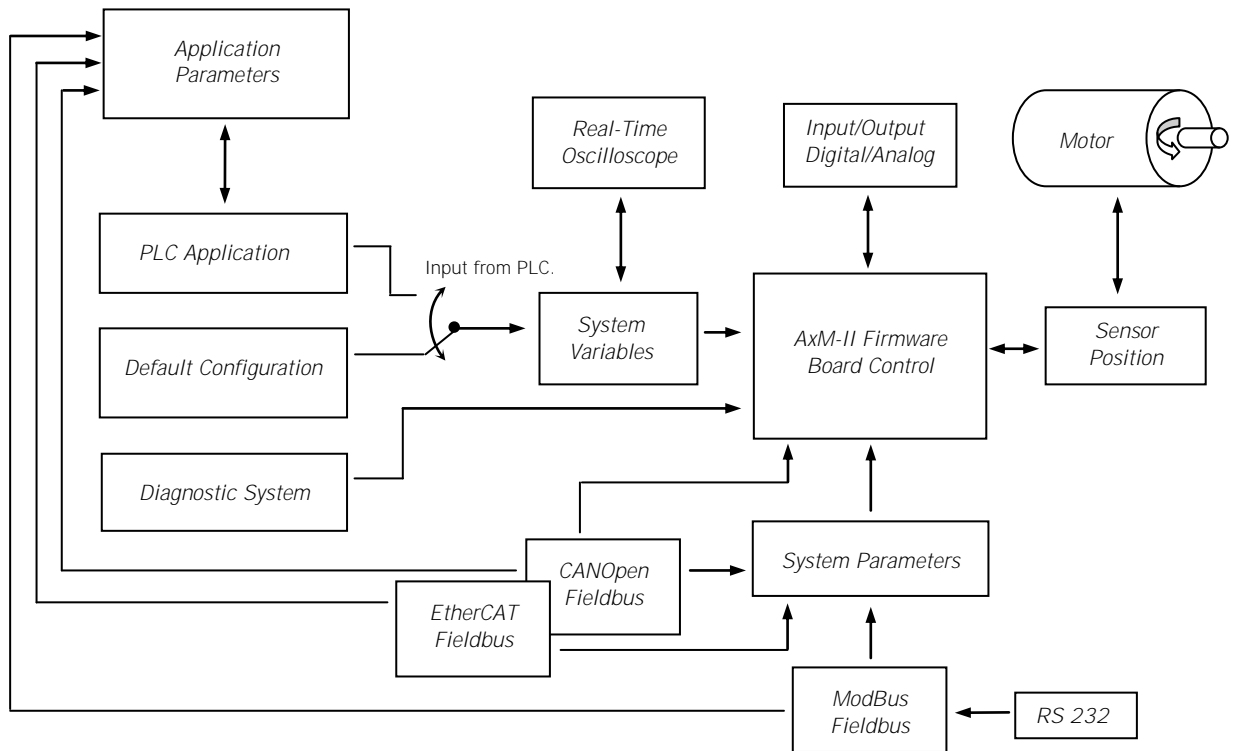 Application
Parameters
Real-Time
Oscilloscope
Input/Output
Digital/Analog
Motor
PLC Application
Input from PLC.
System
Variables
AxM-II Firmware
Board Control
Sensor
Position
Default Configuration
Diagnostic System
CANOpen
Fieldbus
System Parameters
EtherCAT
Fieldbus
ModBus
Fieldbus
RS 232